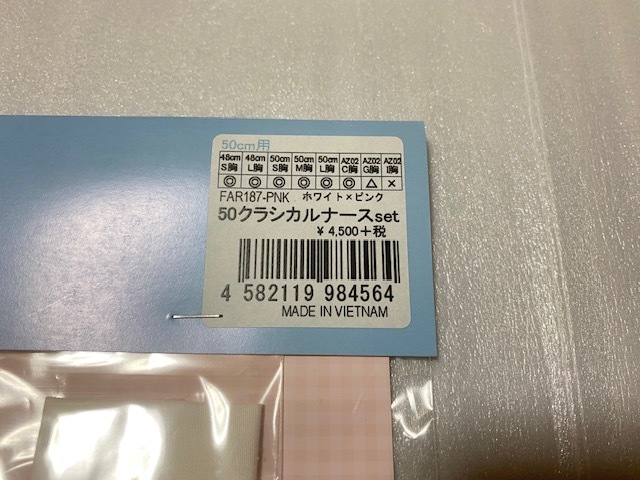 50cm用
48cm 48cm 50cm 50cm 50cm AZ02 AZ02 AZ02
S胸 L胸 S胸 M胸 L胸 C胸 G胸 I胸
◎ ◎ ◎ ◎ ◎ ◎ △ ×
FAR187-PNK ホワイト×ピンク
50クラシカルナースset
¥4,500+税
4 582119 984564
MADE IN VIETNAM